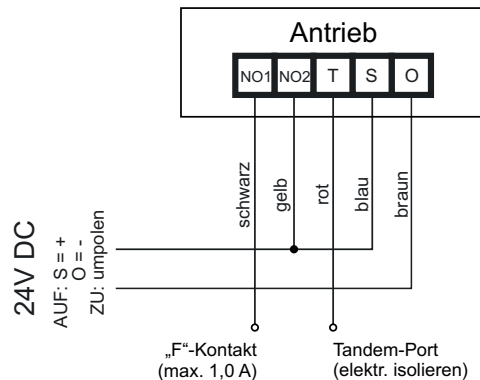 Antrieb
NO1 NO2 T S O
schwarz
gelb
rot
blau
braun
24V DC
AUF: S = +
O = -
ZU: umpolen
„F“-Kontakt
(max. 1,0 A)
Tandem-Port
(elektr. isolieren)